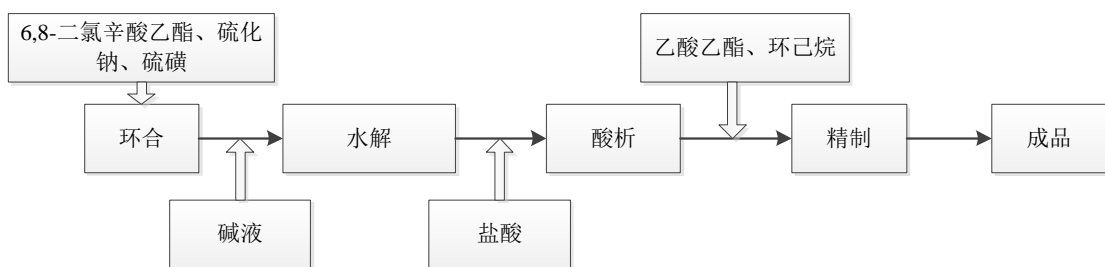 6,8-二氯辛酸乙酯、硫化
钠、硫磺
乙酸乙酯、环己烷
环合
水解
酸析
精制
成品
碱液
盐酸